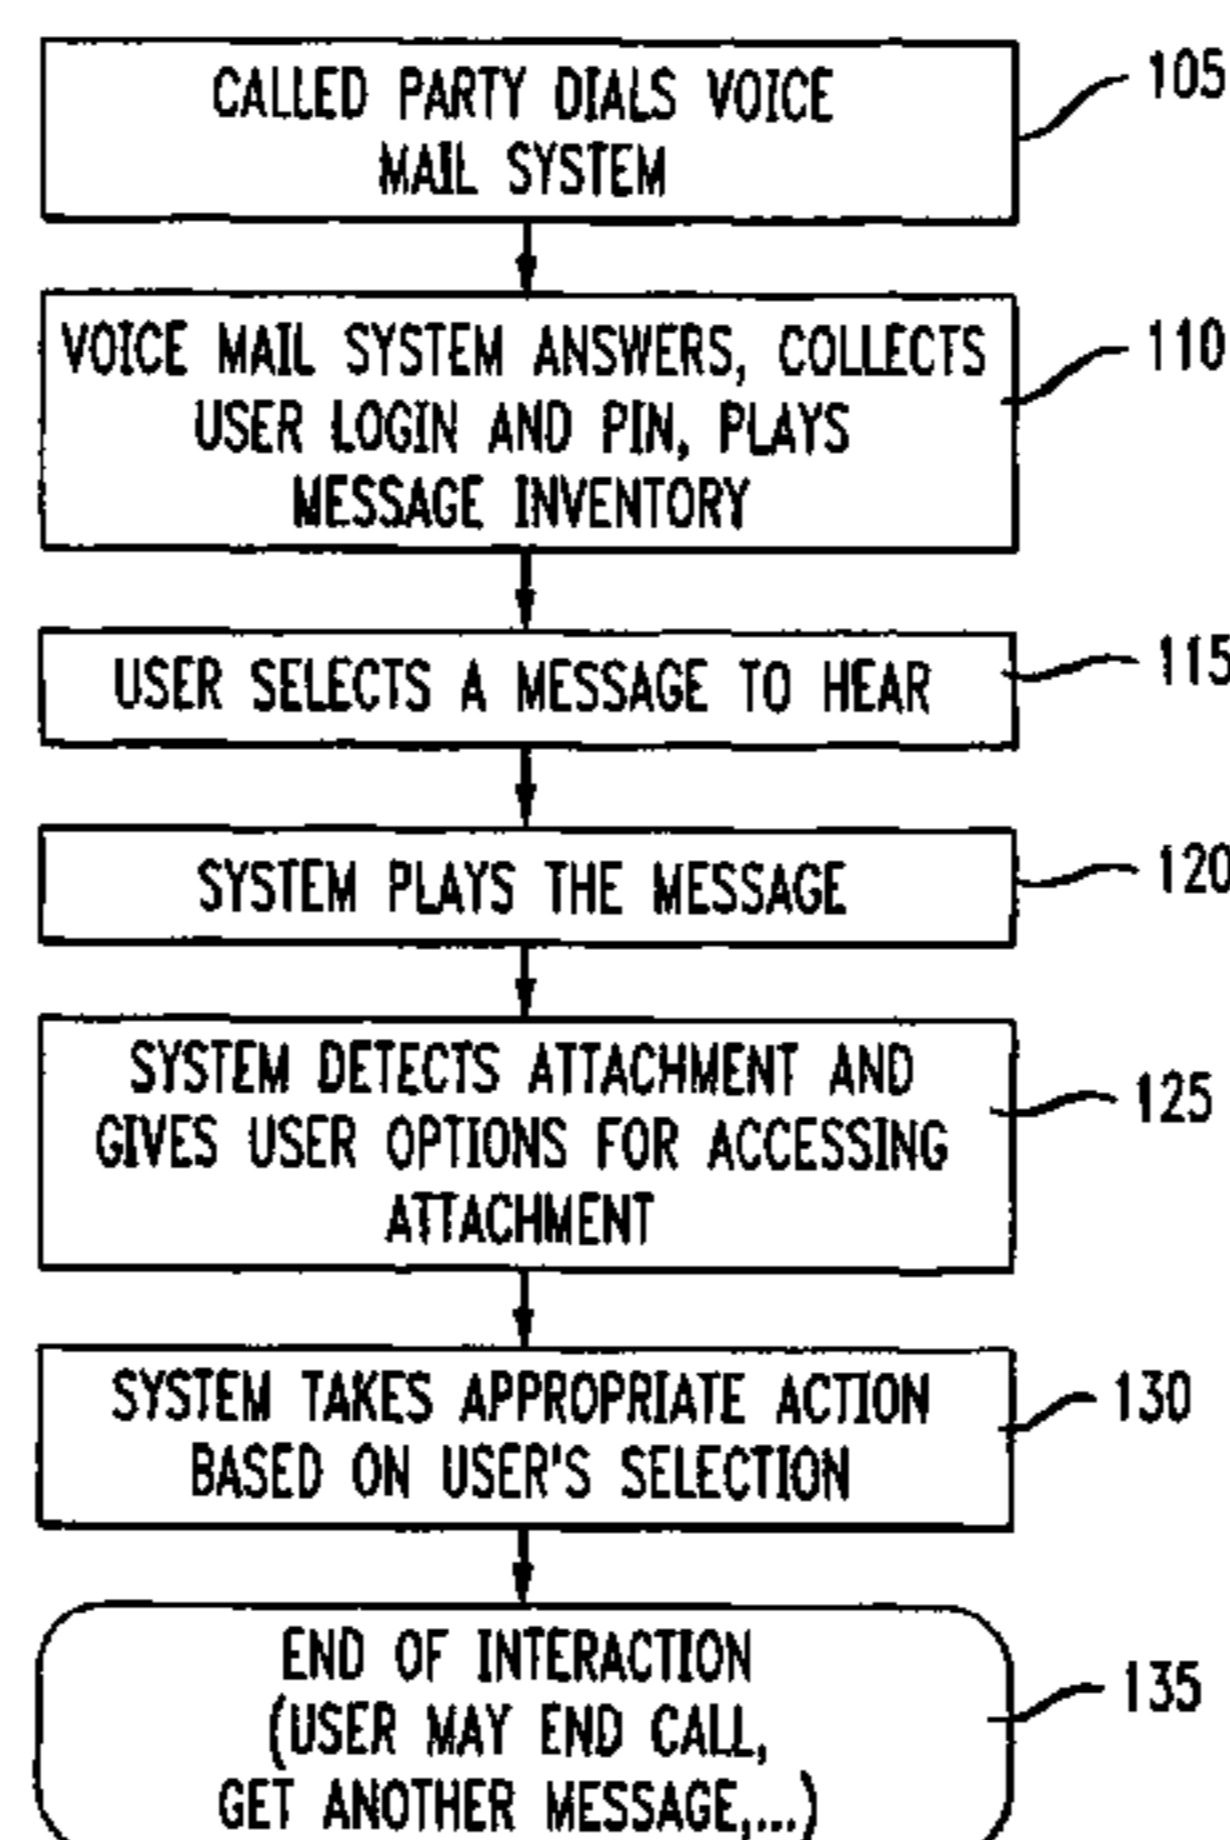 CALLED PARTY DIALS VOICE
MAIL SYSTEM
105
VOICE MAIL SYSTEM ANSWERS, COLLECTS
USER LOGIN AND PIN, PLAYS
MESSAGE INVENTORY
110
USER SELECTS A MESSAGE TO HEAR
115
SYSTEM PLAYS THE MESSAGE
120
SYSTEM DETECTS ATTACHMENT AND
GIVES USER OPTIONS FOR ACCESSING
ATTACHMENT
125
SYSTEM TAKES APPROPRIATE ACTION
BASED ON USER'S SELECTION
130
END OF INTERACTION
(USER MAY END CALL,
GET ANOTHER MESSAGE,...)
135